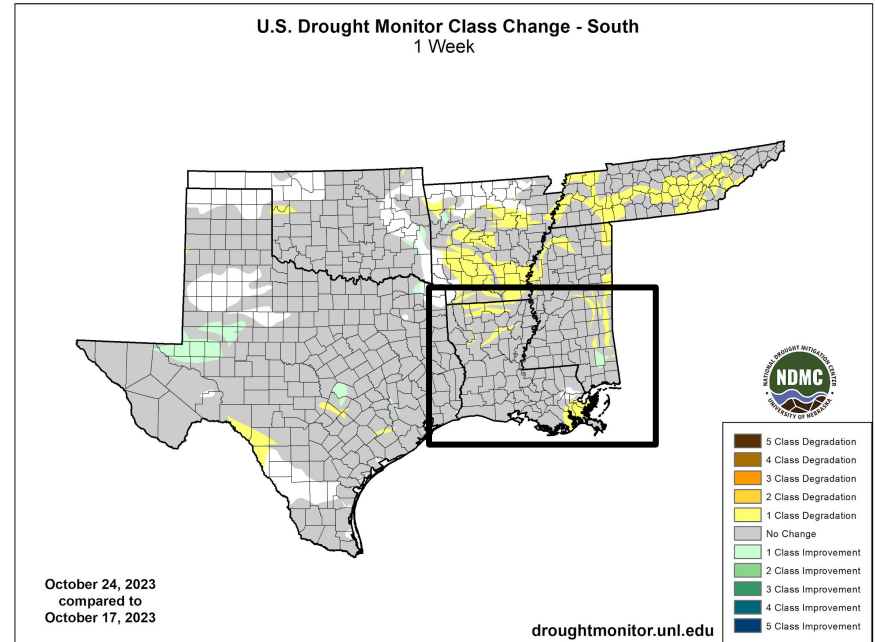 U.S. Drought Monitor Class Change - South
1 Week
NATIONAL DROUGHT MITIGATION CENTER
NDMC
UNIVERSITY OF NEBRASKA
5 Class Degradation
4 Class Degradation
3 Class Degradation
2 Class Degradation
1 Class Degradation
No Change
1 Class Improvement
2 Class Improvement
3 Class Improvement
4 Class Improvement
5 Class Improvement
October 24, 2023
compared to
October 17, 2023
droughtmonitor.unl.edu